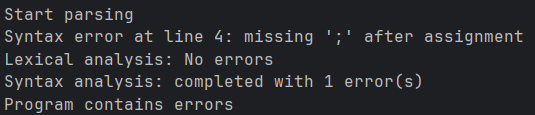 Start parsing
Syntax error at line 4: missing ';' after assignment
Lexical analysis: No errors
Syntax analysis: completed with 1 error(s)
Program contains errors